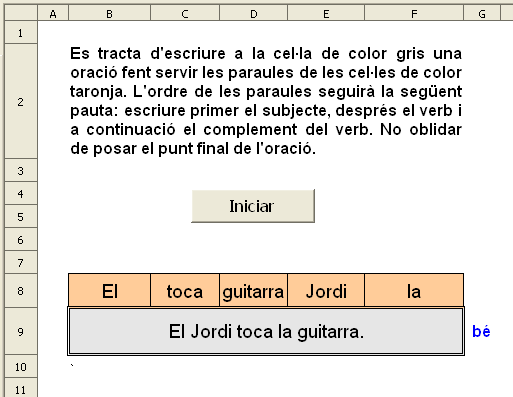 A B C D E F G
1
Es tracta d'escriure a la cel·la de color gris una
oració fent servir les paraules de les cel·les de color
taronja. L'ordre de les paraules seguirà la següent
2
pauta: escriure primer el subjecte, després el verb i
a continuació el complement del verb. No oblidar
de posar el punt final de l'oració.
3
4
Iniciar
5
6
7
8 El toca guitarra Jordi la
9 El Jordi toca la guitarra. bé
10 `
11